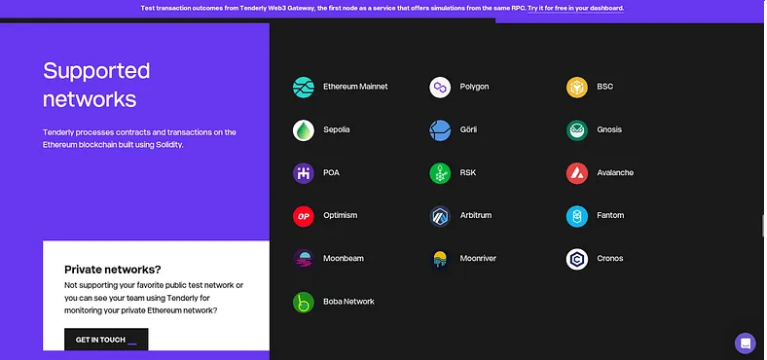 Test transaction outcomes from Tenderly Web3 Gateway, the first node as a service that offers simulations from the same RPC. Try it for free in your dashboard.
Supported
networks
Tenderly processes contracts and transactions on the
Ethereum blockchain built using Solidity.
Private networks?
Not supporting your favorite public test network or
you can see your team using Tenderly for
monitoring your private Ethereum network?
GET IN TOUCH
Ethereum Mainnet
Polygon
BSC
Sepolia
Görli
Gnosis
POA
RSK
Avalanche
OP
Optimism
Arbitrum
Fantom
Moonbeam
Moonriver
Cronos
Boba Network